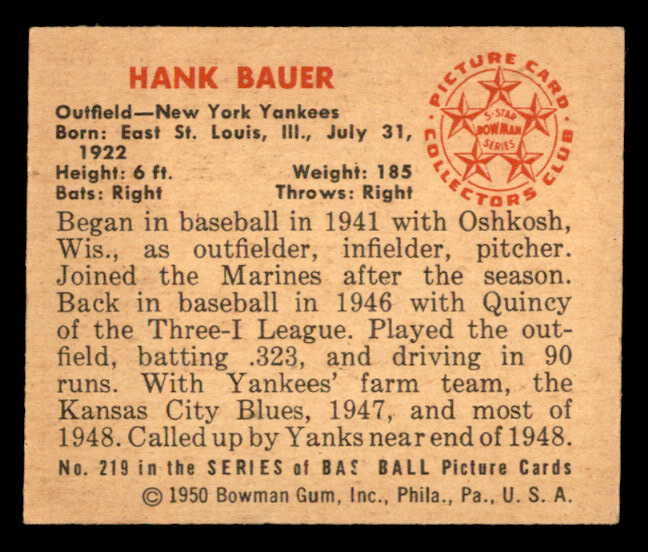 HANK BAUER
Outfield—New York Yankees
Born: East St. Louis, Ill., July 31,
1922
Height: 6 ft. Weight: 185
Bats: Right Throws: Right
PICTURE CARD
COLLECTORS CLUB
5-STAR
BOWMAN
SERIES
Began in baseball in 1941 with Oshkosh,
Wis., as outfielder, infielder, pitcher.
Joined the Marines after the season.
Back in baseball in 1946 with Quincy
of the Three-I League. Played the out-
field, batting .323, and driving in 90
runs. With Yankees' farm team, the
Kansas City Blues, 1947, and most of
1948. Called up by Yanks near end of 1948.
No. 219 in the SERIES of BAS BALL Picture Cards
© 1950 Bowman Gum, Inc., Phila., Pa., U. S. A.